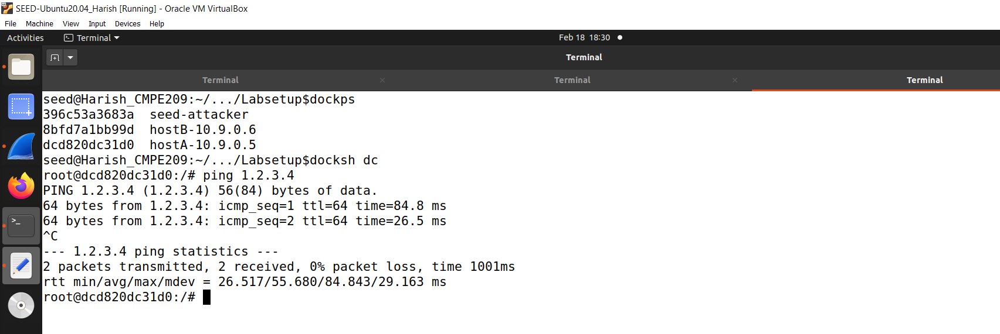 SEED-Ubuntu20.04_Harish [Running] - Oracle VM VirtualBox
File Machine View Input Devices Help
Activities Terminal Feb 18 18:30
Terminal
Terminal × Terminal × Terminal
seed@Harish_CMPE209:~/.../Labsetup$dockps
396c53a3683a  seed-attacker
8bfd7a1bb99d  hostB-10.9.0.6
dcd820dc31d0  hostA-10.9.0.5
seed@Harish_CMPE209:~/.../Labsetup$docksh dc
root@dcd820dc31d0:/# ping 1.2.3.4
PING 1.2.3.4 (1.2.3.4) 56(84) bytes of data.
64 bytes from 1.2.3.4: icmp_seq=1 ttl=64 time=84.8 ms
64 bytes from 1.2.3.4: icmp_seq=2 ttl=64 time=26.5 ms
^C
--- 1.2.3.4 ping statistics ---
2 packets transmitted, 2 received, 0% packet loss, time 1001ms
rtt min/avg/max/mdev = 26.517/55.680/84.843/29.163 ms
root@dcd820dc31d0:/#